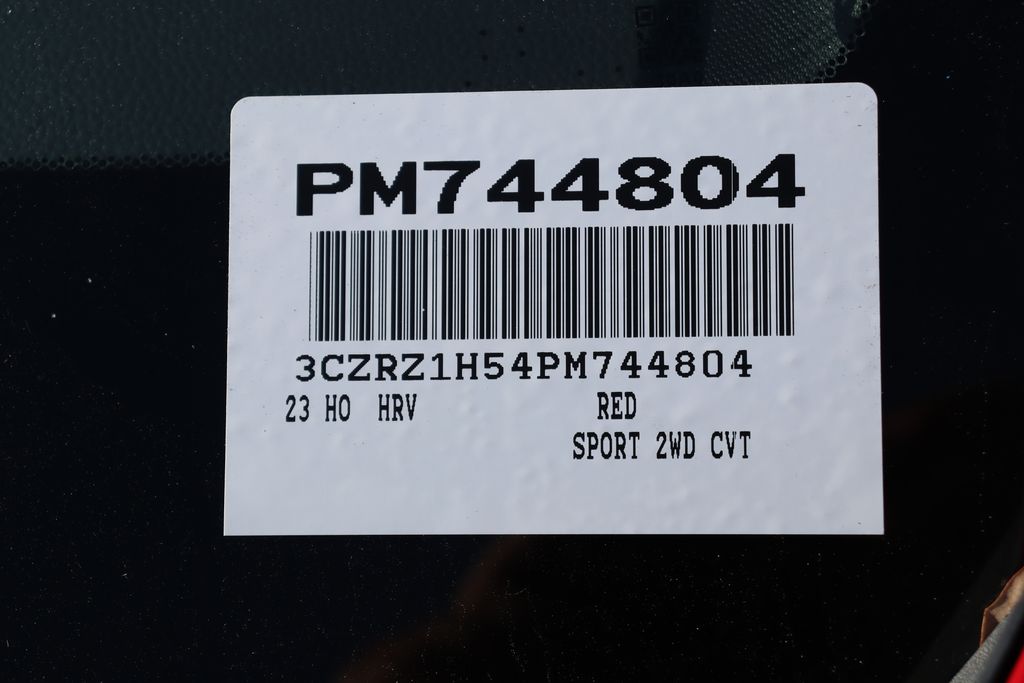 PM744804
3CZRZ1H54PM744804
23 HO HRV RED
SPORT 2WD CVT